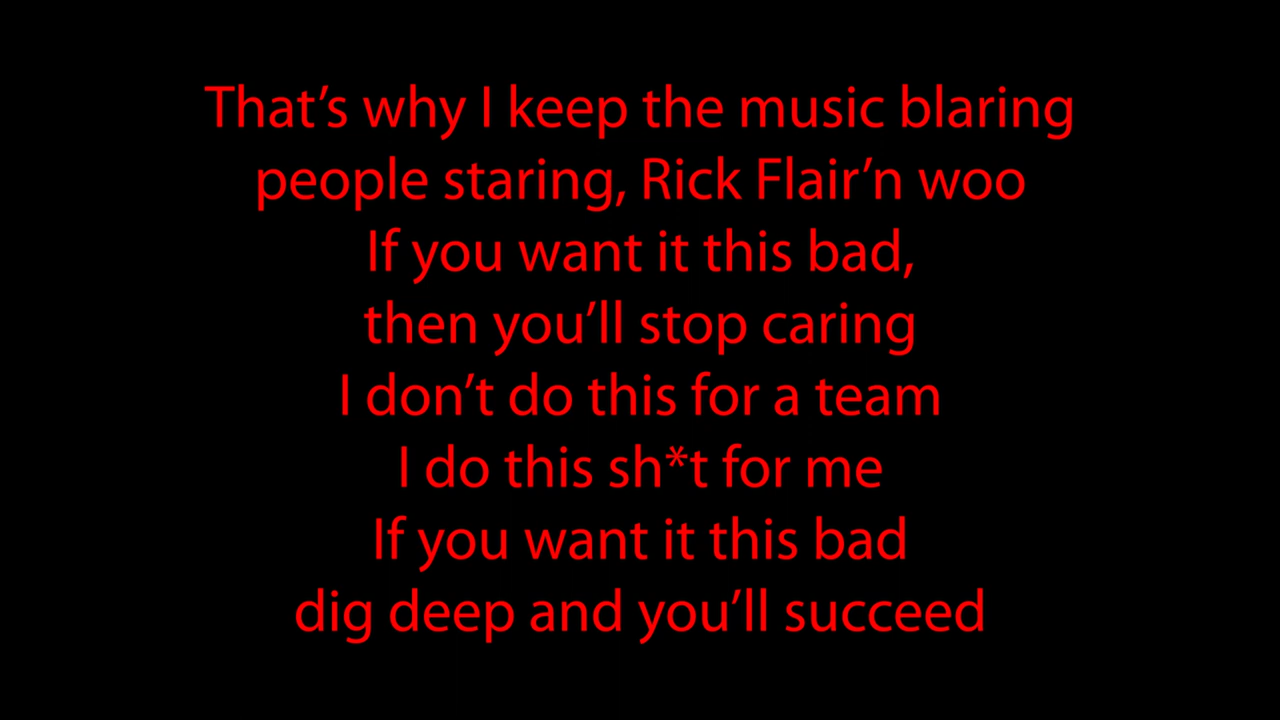 That’s why I keep the music blaring
people staring, Rick Flair’n woo
If you want it this bad,
then you’ll stop caring
I don’t do this for a team
I do this sh*t for me
If you want it this bad
dig deep and you’ll succeed